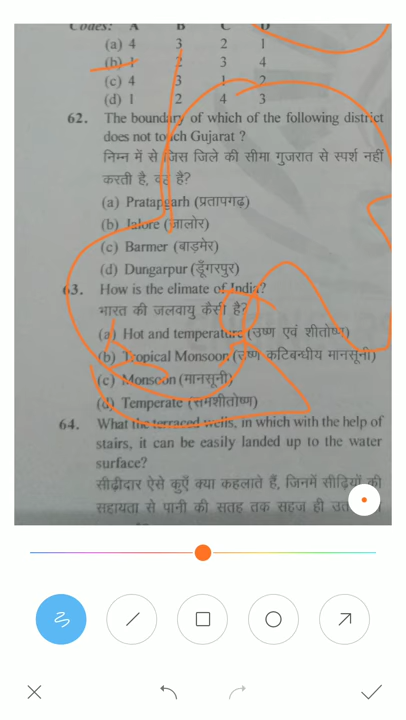 Codes: A B C D
(a) 4 3 2 1
(b) 1 2 3 4
(c) 4 3 1 2
(d) 1 2 4 3
62. The boundary of which of the following district
does not touch Gujarat ?
निम्न में से जिस जिले की सीमा गुजरात से स्पर्श नहीं
करती है, वह है?
(a) Pratapgarh (प्रतापगढ़)
(b) Jalore (जालोर)
(c) Barmer (बाड़मेर)
(d) Dungarpur (डूँगरपुर)
63. How is the elimate of India?
भारत की जलवायु कैसी है?
(a) Hot and temperature (उष्ण एवं शीतोष्ण)
(b) Tropical Monsoon (उष्ण कटिबन्धीय मानसूनी)
(c) Monsoon (मानसूनी)
(d) Temperate (समशीतोष्ण)
64. What the terraced wells, in which with the help of
stairs, it can be easily landed up to the water
surface?
सीढ़ीदार ऐसे कुएँ क्या कहलाते हैं, जिनमें सीढ़ियों की
सहायता से पानी की सतह तक सहज ही